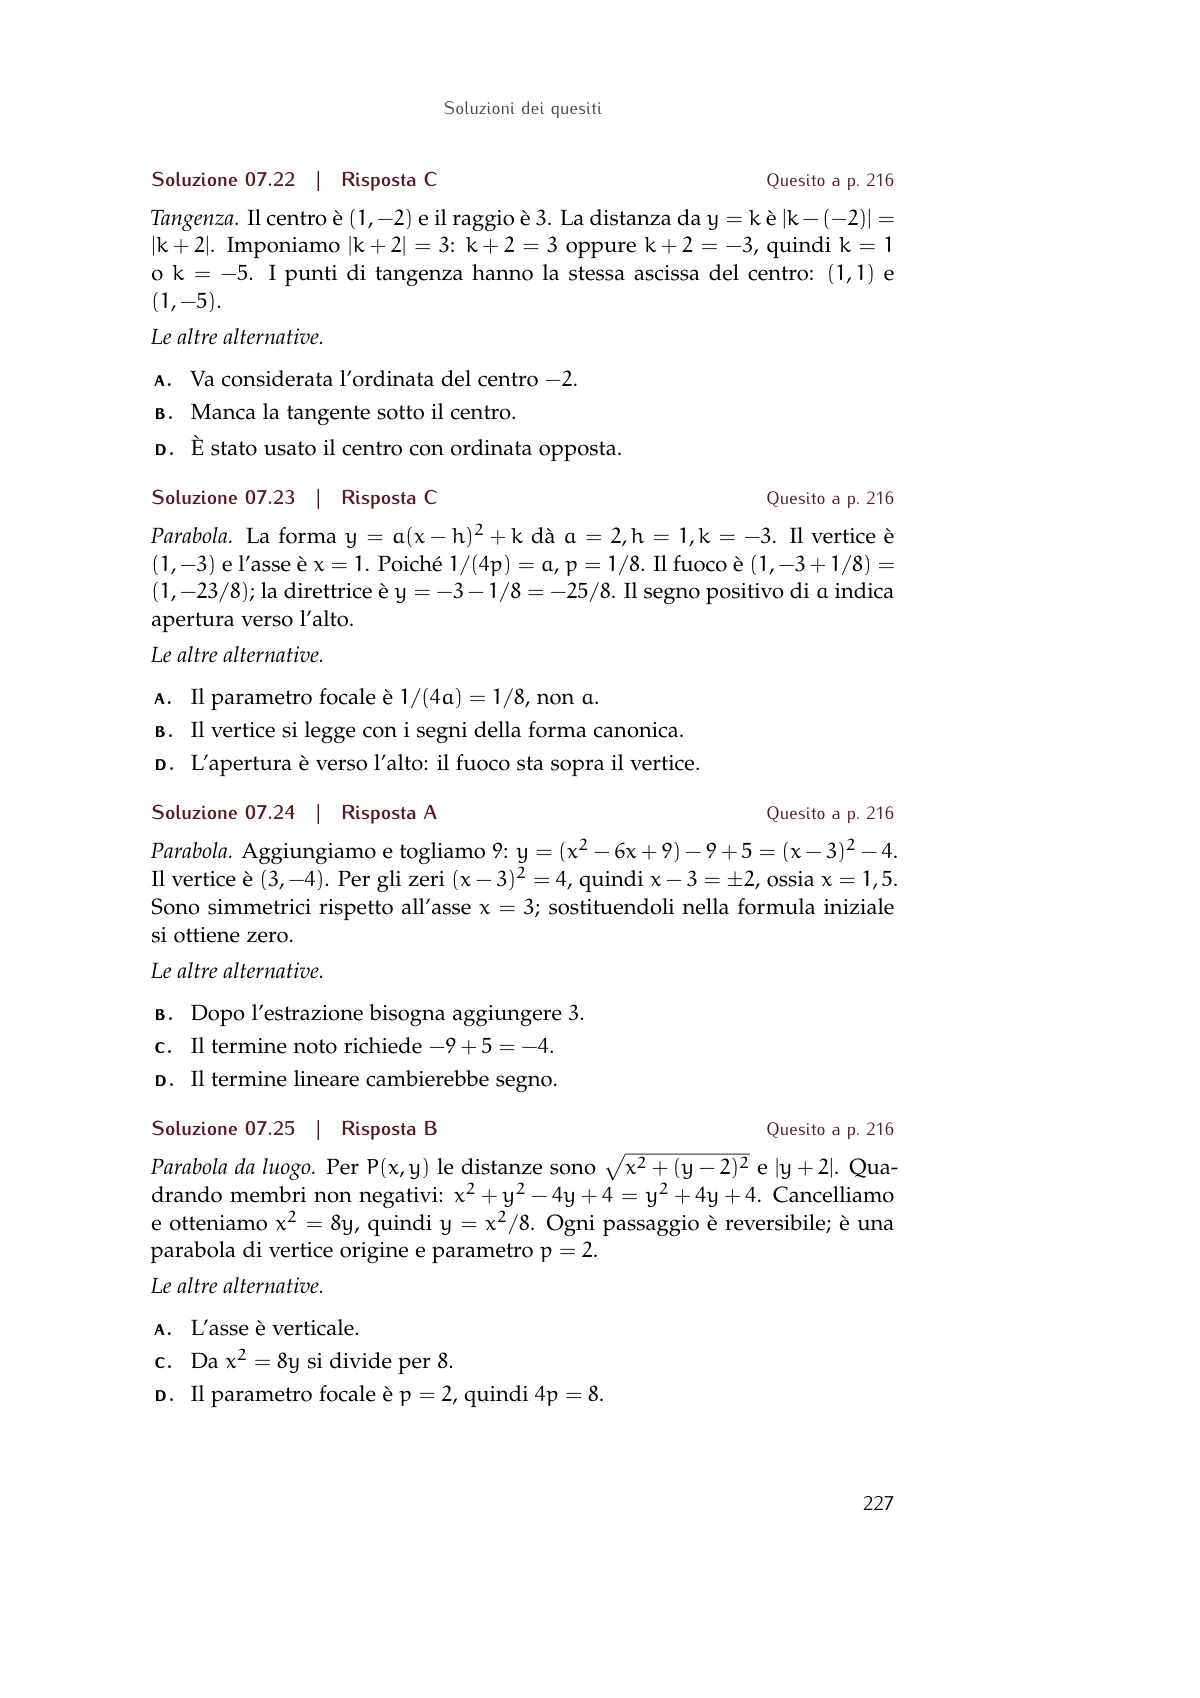 Soluzioni dei quesiti
Soluzione 07.22 | Risposta C Quesito a p. 216
Tangenza. Il centro è (1, −2) e il raggio è 3. La distanza da y = k è |k − (−2)| =
|k + 2|. Imponiamo |k + 2| = 3: k + 2 = 3 oppure k + 2 = −3, quindi k = 1
o k = −5. I punti di tangenza hanno la stessa ascissa del centro: (1, 1) e
(1, −5).
Le altre alternative.
A. Va considerata l'ordinata del centro −2.
B. Manca la tangente sotto il centro.
D. È stato usato il centro con ordinata opposta.
Soluzione 07.23 | Risposta C Quesito a p. 216
Parabola. La forma y = a(x − h)² + k dà a = 2, h = 1, k = −3. Il vertice è
(1, −3) e l'asse è x = 1. Poiché 1/(4p) = a, p = 1/8. Il fuoco è (1, −3 + 1/8) =
(1, −23/8); la direttrice è y = −3 − 1/8 = −25/8. Il segno positivo di a indica
apertura verso l'alto.
Le altre alternative.
A. Il parametro focale è 1/(4a) = 1/8, non a.
B. Il vertice si legge con i segni della forma canonica.
D. L'apertura è verso l'alto: il fuoco sta sopra il vertice.
Soluzione 07.24 | Risposta A Quesito a p. 216
Parabola. Aggiungiamo e togliamo 9: y = (x² − 6x + 9) − 9 + 5 = (x − 3)² − 4.
Il vertice è (3, −4). Per gli zeri (x − 3)² = 4, quindi x − 3 = ±2, ossia x = 1, 5.
Sono simmetrici rispetto all'asse x = 3; sostituendoli nella formula iniziale
si ottiene zero.
Le altre alternative.
B. Dopo l'estrazione bisogna aggiungere 3.
C. Il termine noto richiede −9 + 5 = −4.
D. Il termine lineare cambierebbe segno.
Soluzione 07.25 | Risposta B Quesito a p. 216
Parabola da luogo. Per P(x, y) le distanze sono √(x² + (y − 2)²) e |y + 2|. Qua-
drando membri non negativi: x² + y² − 4y + 4 = y² + 4y + 4. Cancelliamo
e otteniamo x² = 8y, quindi y = x²/8. Ogni passaggio è reversibile; è una
parabola di vertice origine e parametro p = 2.
Le altre alternative.
A. L'asse è verticale.
C. Da x² = 8y si divide per 8.
D. Il parametro focale è p = 2, quindi 4p = 8.
227